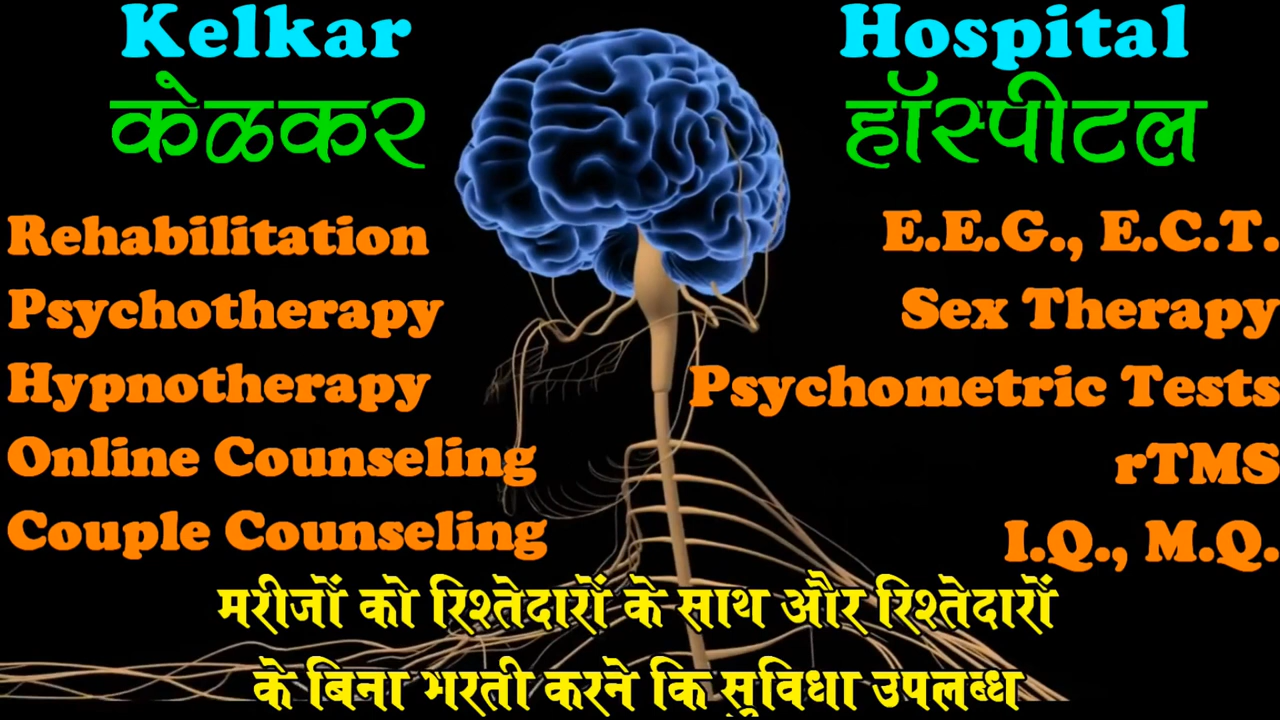 Kelkar Hospital
केळकर हॉस्पीटल
Rehabilitation
Psychotherapy
Hypnotherapy
Online Counseling
Couple Counseling
E.E.G., E.C.T.
Sex Therapy
Psychometric Tests
rTMS
I.Q., M.Q.
मरीजों को रिश्तेदारों के साथ और रिश्तेदारों
के बिना भरती करने कि सुविधा उपलब्ध